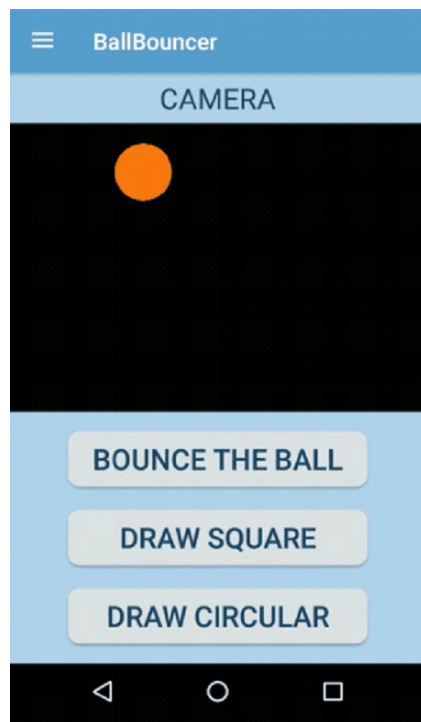 BallBouncer
CAMERA
BOUNCE THE BALL
DRAW SQUARE
DRAW CIRCULAR